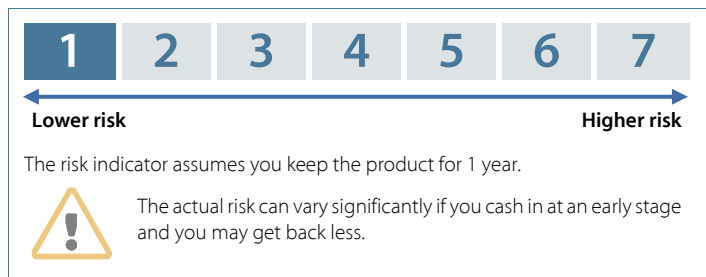 1 2 3 4 5 6 7
Lower risk Higher risk
The risk indicator assumes you keep the product for 1 year.
The actual risk can vary significantly if you cash in at an early stage
and you may get back less.